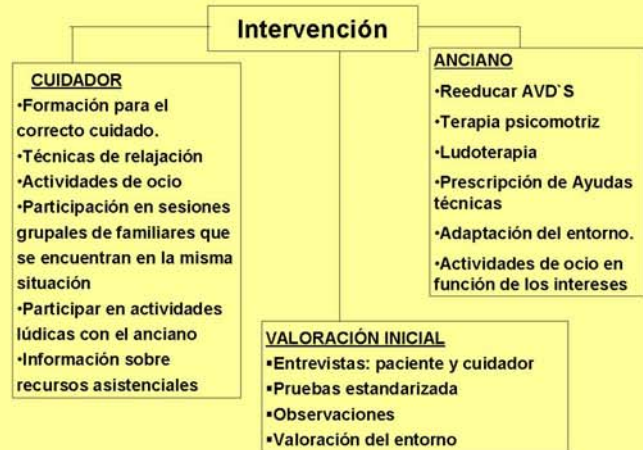 Intervención
CUIDADOR
•Formación para el
correcto cuidado.
•Técnicas de relajación
•Actividades de ocio
•Participación en sesiones
grupales de familiares que
se encuentran en la misma
situación
•Participar en actividades
lúdicas con el anciano
•Información sobre
recursos asistenciales
ANCIANO
•Reeducar AVD`S
•Terapia psicomotriz
•Ludoterapia
•Prescripción de Ayudas
técnicas
•Adaptación del entorno.
•Actividades de ocio en
función de los intereses
VALORACIÓN INICIAL
▪Entrevistas: paciente y cuidador
▪Pruebas estandarizada
▪Observaciones
▪Valoración del entorno